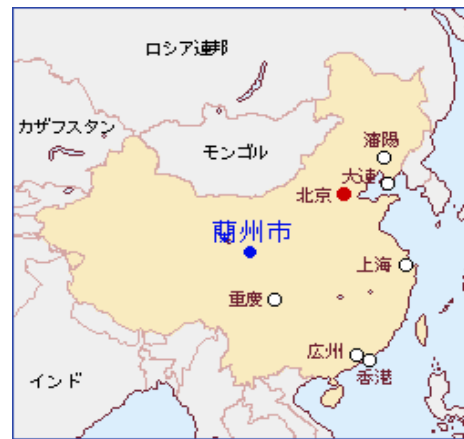 ロシア連邦
カザフスタン
モンゴル
瀋陽
大連
北京
蘭州市
上海
重慶
広州
香港
インド